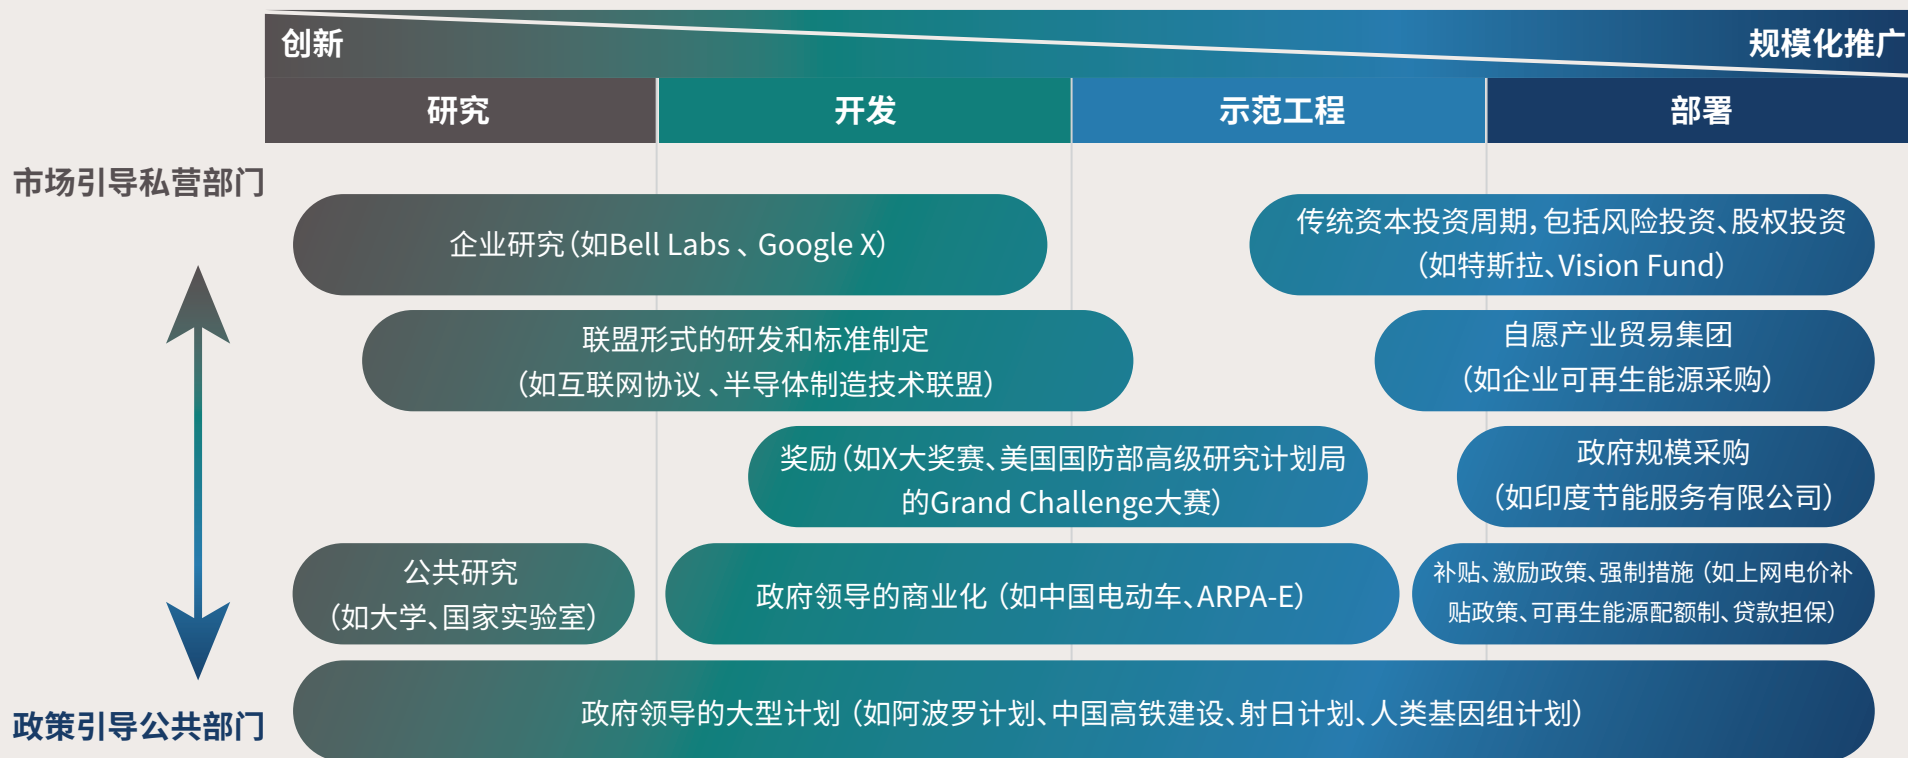 创新
规模化推广
研究
开发
示范工程
部署
市场引导私营部门
企业研究（如Bell Labs 、Google X）
传统资本投资周期，包括风险投资、股权投资
（如特斯拉、Vision Fund）
联盟形式的研发和标准制定
（如互联网协议 、半导体制造技术联盟）
自愿产业贸易集团
（如企业可再生能源采购）
奖励（如X大奖赛、美国国防部高级研究计划局
的Grand Challenge大赛）
政府规模采购
（如印度节能服务有限公司）
公共研究
（如大学、国家实验室）
政府领导的商业化（如中国电动车、ARPA-E）
补贴、激励政策、强制措施（如上网电价补
贴政策、可再生能源配额制、贷款担保）
政策引导公共部门
政府领导的大型计划（如阿波罗计划、中国高铁建设、射日计划、人类基因组计划）